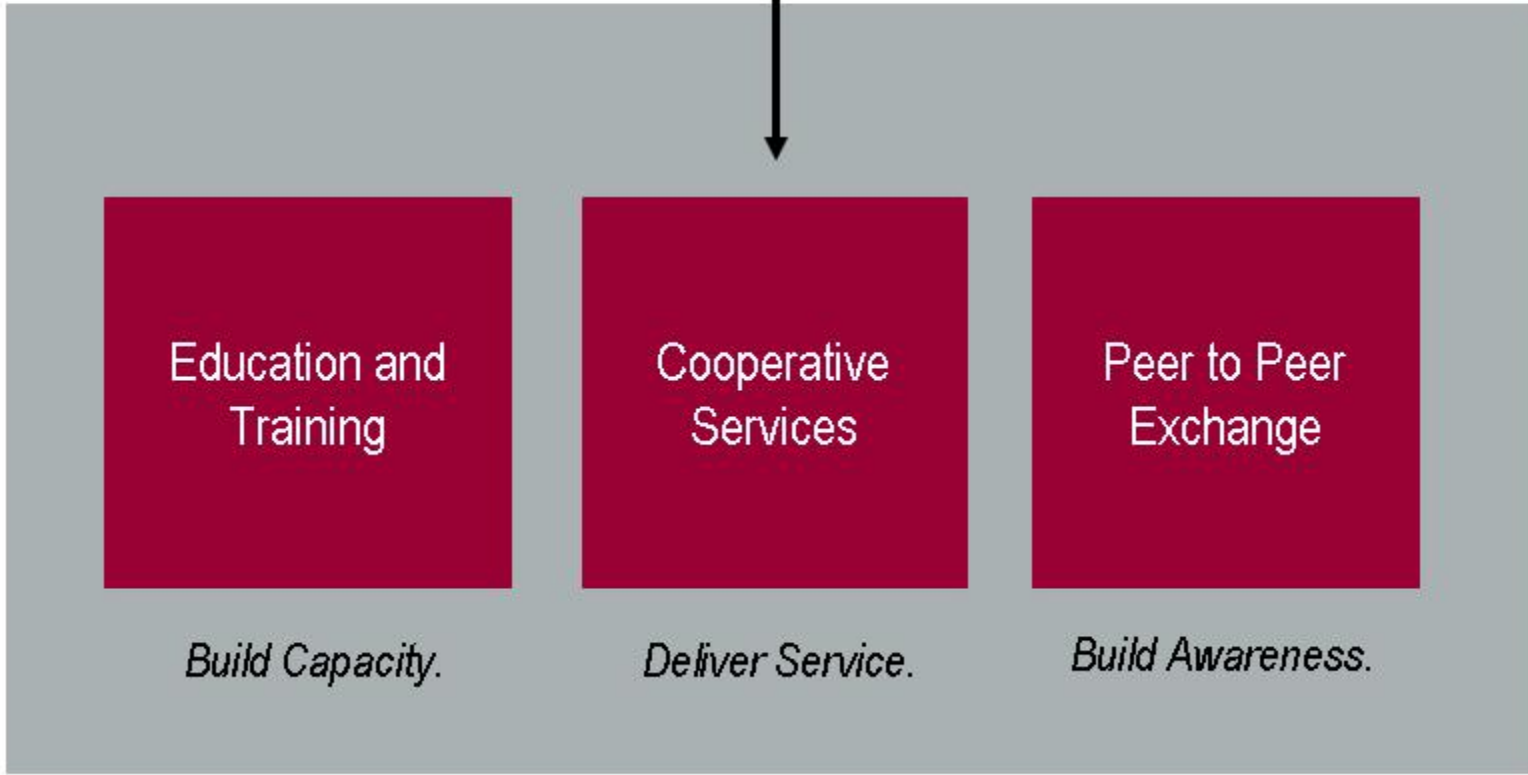 Education and
Training
Cooperative
Services
Peer to Peer
Exchange
Build Capacity.
Deliver Service.
Build Awareness.